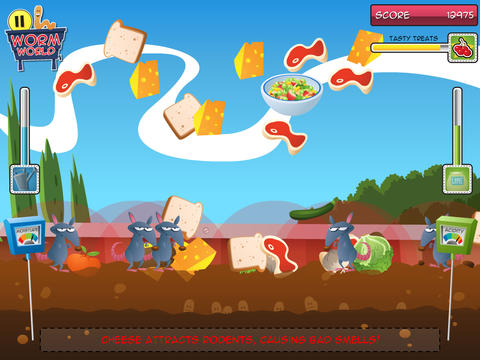 WORM
WORLD
SCORE 12975
TASTY TREATS
MOISTURE
ACIDITY
CHEESE ATTRACTS RODENTS, CAUSING BAD SMELLS!